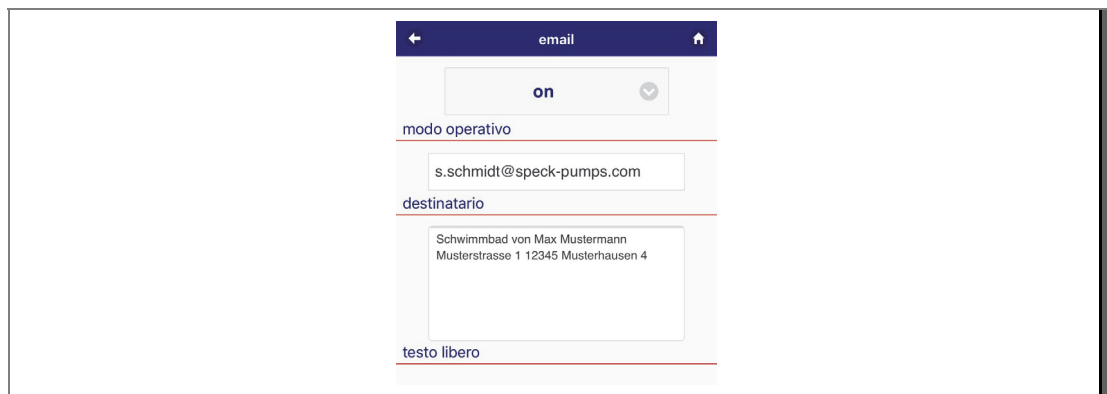 email
on
modo operativo
s.schmidt@speck-pumps.com
destinatario
Schwimmbad von Max Mustermann
Musterstrasse 1 12345 Musterhausen 4
testo libero